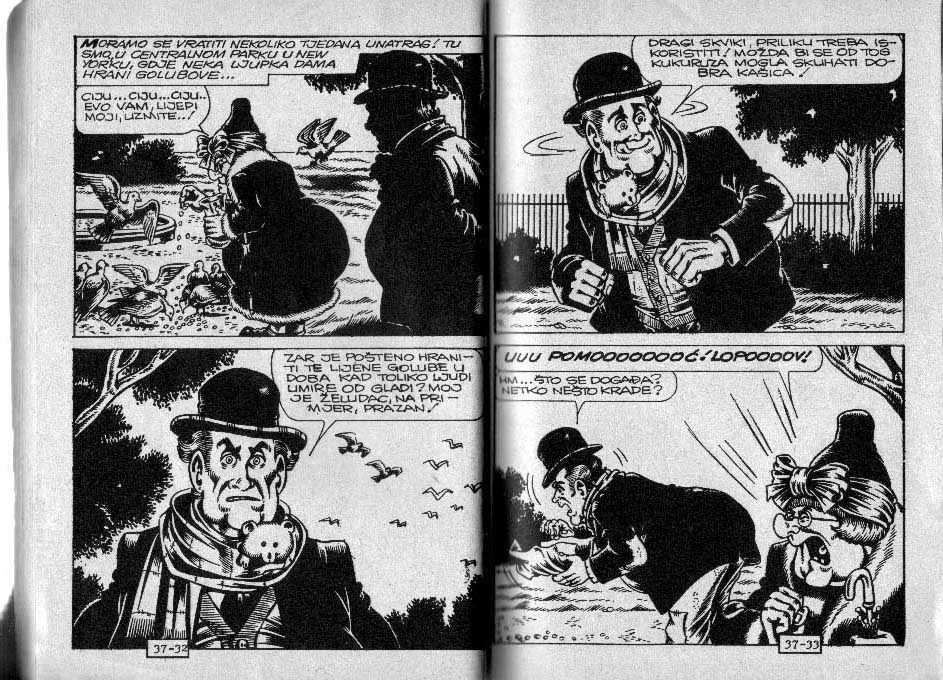 MORAMO SE VRATITI NEKOLIKO TJEDANA UNATRAG! TU
SMO, U CENTRALNOM PARKU U NEW
YORKU, GDJE NEKA LJUPKA DAMA
HRANI GOLUBOVE...
CIJU... CIJU... CIJU..
EVO VAM, LIJEPI
MOJI, UZMITE...!
ZAR JE POŠTENO HRANI-
TI TE LIJENE GOLUBE U
DOBA KAD TOLIKO LJUDI
UMIRE OD GLADI? MOJ
JE ŽELUDAC, NA PRI-
MJER, PRAZAN!
37-32
DRAGI SKVIKI, PRILIKU TREBA IS-
KORISTITI! MOŽDA BI SE OD TOG
KUKURUZA MOGLA SKUHATI DO-
BRA KAŠICA!
UUU POMOOOOOOOĆ! LOPOOOOV!
HM... ŠTO SE DOGAĐA?
NETKO NEŠTO KRADE?
37-33